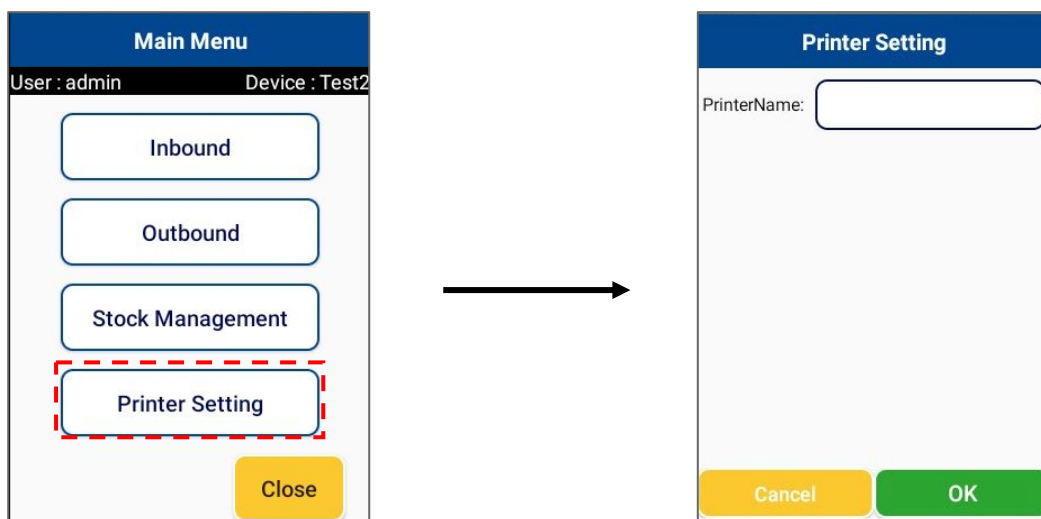 Main Menu
User : admin Device : Test2
Inbound
Outbound
Stock Management
Printer Setting
Close
Printer Setting
PrinterName:
Cancel OK